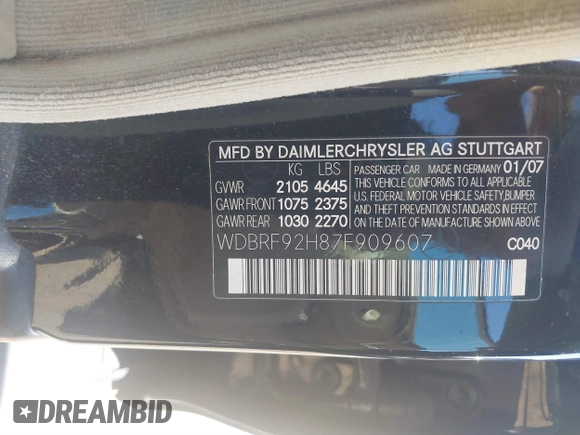 MFD BY DAIMLERCHRYSLER AG STUTTGART
KG LBS
GVWR 2105 4645
GAWR FRONT 1075 2375
GAWR REAR 1030 2270
PASSENGER CAR MADE IN GERMANY 01/07
THIS VEHICLE CONFORMS TO ALL APPLICABLE
U.S. FEDERAL MOTOR VEHICLE SAFETY,BUMPER
AND THEFT PREVENTION STANDARDS IN
EFFECT ON THE DATE OF MANUFACTURE
SHOWN ABOVE.
WDBRF92H87F909607
C040
DREAMBID